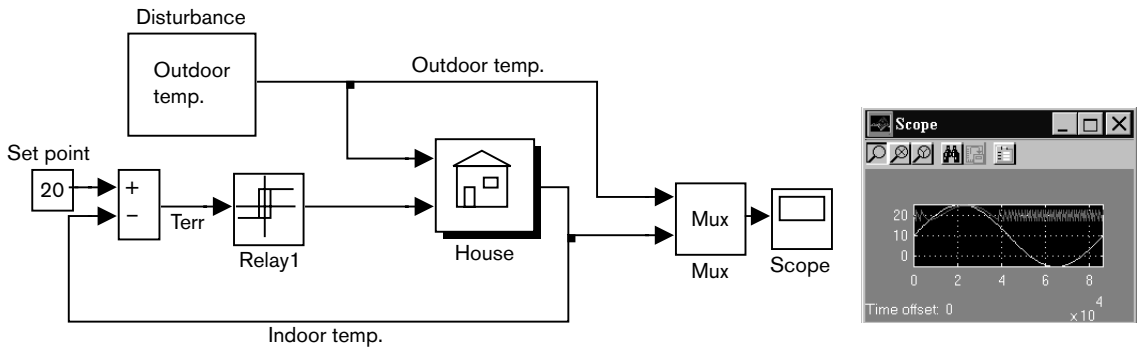 Disturbance
Outdoor
temp.
Outdoor temp.
Set point
20
+
−
Terr
Relay1
House
Mux
Mux
Scope
Indoor temp.
Scope
20
10
0
0
2
4
6
8
Time offset: 0
x 10
4